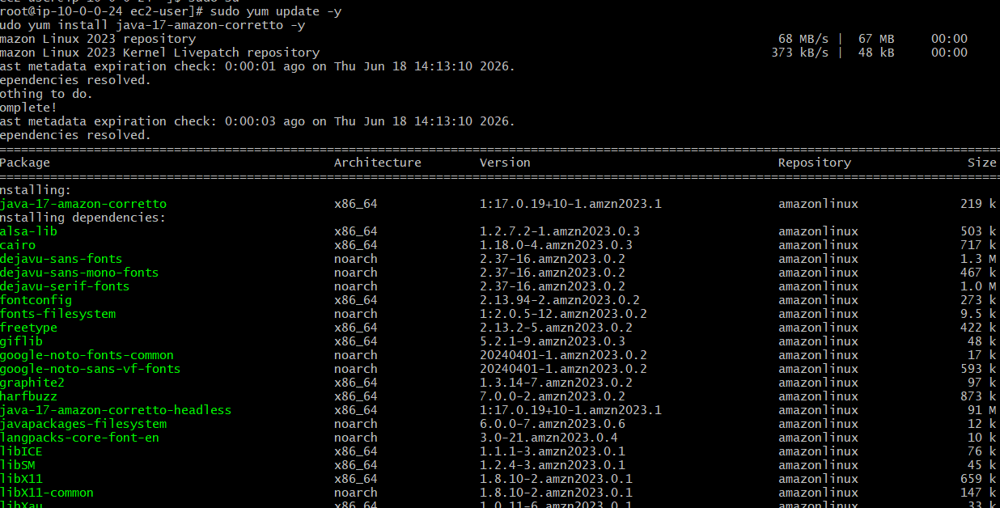 root@ip-10-0-0-24 ec2-user]# sudo yum update -y
udo yum install java-17-amazon-corretto -y
mazon Linux 2023 repository 68 MB/s | 67 MB 00:00
mazon Linux 2023 Kernel Livepatch repository 373 kB/s | 48 kB 00:00
ast metadata expiration check: 0:00:01 ago on Thu Jun 18 14:13:10 2026.
ependencies resolved.
othing to do.
omplete!
ast metadata expiration check: 0:00:03 ago on Thu Jun 18 14:13:10 2026.
ependencies resolved.
Package Architecture Version Repository Size
nstalling:
java-17-amazon-corretto x86_64 1:17.0.19+10-1.amzn2023.1 amazonlinux 219 k
nstalling dependencies:
alsa-lib x86_64 1.2.7.2-1.amzn2023.0.3 amazonlinux 503 k
cairo x86_64 1.18.0-4.amzn2023.0.3 amazonlinux 717 k
dejavu-sans-fonts noarch 2.37-16.amzn2023.0.2 amazonlinux 1.3 M
dejavu-sans-mono-fonts noarch 2.37-16.amzn2023.0.2 amazonlinux 467 k
dejavu-serif-fonts noarch 2.37-16.amzn2023.0.2 amazonlinux 1.0 M
fontconfig x86_64 2.13.94-2.amzn2023.0.2 amazonlinux 273 k
fonts-filesystem noarch 1:2.0.5-12.amzn2023.0.2 amazonlinux 9.5 k
freetype x86_64 2.13.2-5.amzn2023.0.2 amazonlinux 422 k
giflib x86_64 5.2.1-9.amzn2023.0.3 amazonlinux 48 k
google-noto-fonts-common noarch 20240401-1.amzn2023.0.2 amazonlinux 17 k
google-noto-sans-vf-fonts noarch 20240401-1.amzn2023.0.2 amazonlinux 593 k
graphite2 x86_64 1.3.14-7.amzn2023.0.2 amazonlinux 97 k
harfbuzz x86_64 7.0.0-2.amzn2023.0.2 amazonlinux 873 k
java-17-amazon-corretto-headless x86_64 1:17.0.19+10-1.amzn2023.1 amazonlinux 91 M
javapackages-filesystem noarch 6.0.0-7.amzn2023.0.6 amazonlinux 12 k
langpacks-core-font-en noarch 3.0-21.amzn2023.0.4 amazonlinux 10 k
libICE x86_64 1.1.1-3.amzn2023.0.1 amazonlinux 76 k
libSM x86_64 1.2.4-3.amzn2023.0.1 amazonlinux 45 k
libX11 x86_64 1.8.10-2.amzn2023.0.1 amazonlinux 659 k
libX11-common noarch 1.8.10-2.amzn2023.0.1 amazonlinux 147 k
libXau x86_64 1.0.11-6.amzn2023.0.1 amazonlinux 33 k